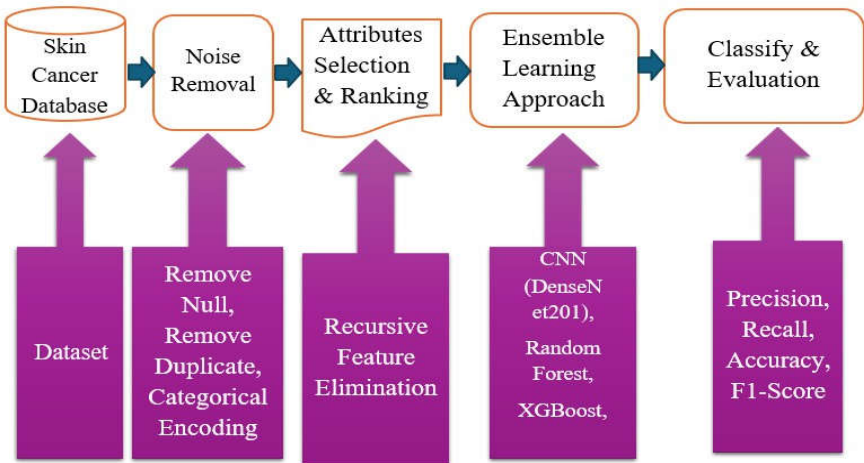 Skin
Cancer
Database
Noise
Removal
Attributes
Selection
& Ranking
Ensemble
Learning
Approach
Classify &
Evaluation
Dataset
Remove
Null,
Remove
Duplicate,
Categorical
Encoding
Recursive
Feature
Elimination
CNN
(DenseN
et201),
Random
Forest,
XGBoost,
Precision,
Recall,
Accuracy,
F1-Score